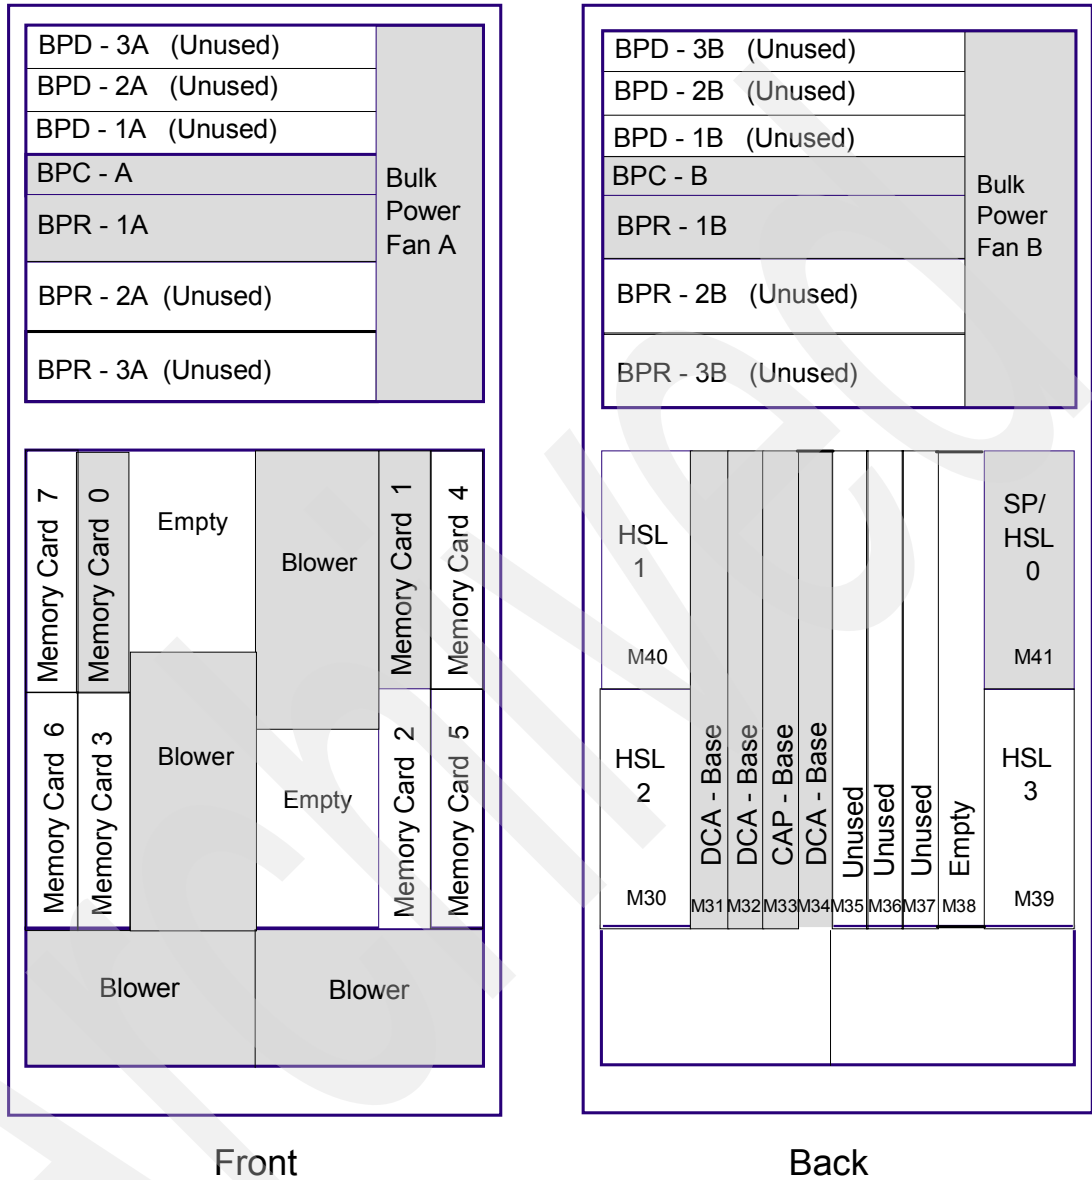 BPD - 3A (Unused)
BPD - 2A (Unused)
BPD - 1A (Unused)
BPC - A
BPR - 1A
BPR - 2A (Unused)
BPR - 3A (Unused)
Bulk
Power
Fan A
Memory Card 7
Memory Card 0
Empty
Blower
Memory Card 1
Memory Card 4
Memory Card 6
Memory Card 3
Blower
Empty
Memory Card 2
Memory Card 5
Blower
Blower
Front
BPD - 3B (Unused)
BPD - 2B (Unused)
BPD - 1B (Unused)
BPC - B
BPR - 1B
BPR - 2B (Unused)
BPR - 3B (Unused)
Bulk
Power
Fan B
HSL
1
M40
SP/
HSL
0
M41
HSL
2
M30
DCA - Base
M31
DCA - Base
M32
CAP - Base
M33
DCA - Base
M34
Unused
M35
Unused
M36
Unused
M37
Empty
M38
HSL
3
M39
Back
Archived